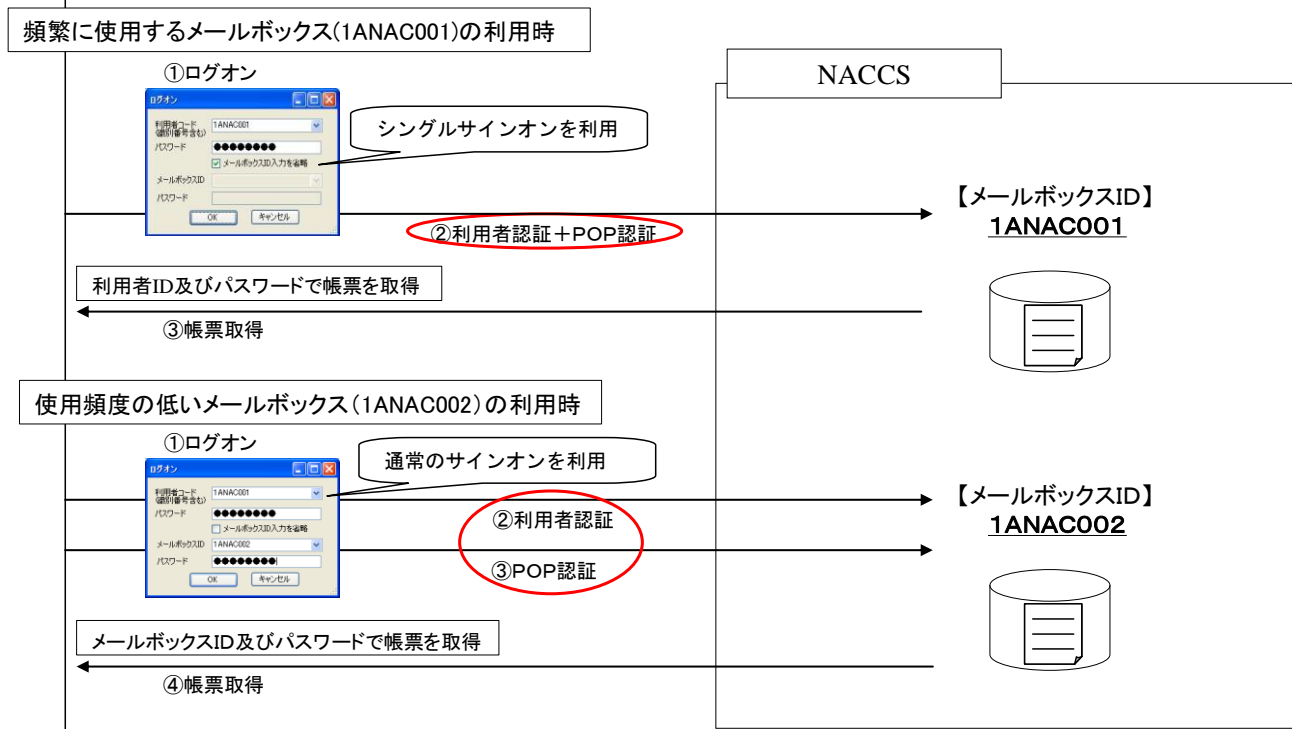 頻繁に使用するメールボックス(1ANAC001)の利用時
NACCS
①ログオン
ログオン
利用者コード
(識別番号含む)
1ANAC001
パスワード
●●●●●●●●
メールボックスID入力を省略
メールボックスID
パスワード
OK
キャンセル
シングルサインオンを利用
②利用者認証＋POP認証
【メールボックスID】
1ANAC001
利用者ID及びパスワードで帳票を取得
③帳票取得
使用頻度の低いメールボックス（1ANAC002）の利用時
①ログオン
ログオン
利用者コード
(識別番号含む)
1ANAC001
パスワード
●●●●●●●●
メールボックスID入力を省略
メールボックスID
1ANAC002
パスワード
●●●●●●●●
OK
キャンセル
通常のサインオンを利用
②利用者認証
③POP認証
【メールボックスID】
1ANAC002
メールボックスID及びパスワードで帳票を取得
④帳票取得